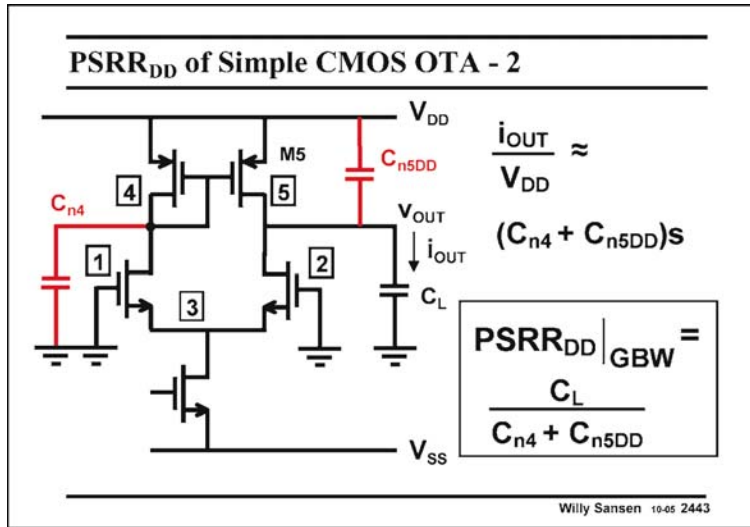 PSRR_DD of Simple CMOS OTA - 2
V_DD
M5
C_n5DD
4
5
C_n4
v_OUT
i_OUT
1
2
3
C_L
V_SS
i_OUT
V_DD
≈
(C_n4 + C_n5DD)s
PSRR_DD|_GBW =
C_L
C_n4 + C_n5DD
Willy Sansen 10-05 2443